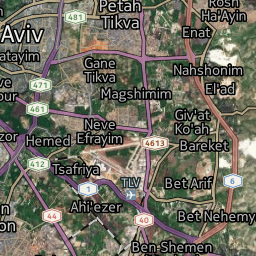 Petah
Tikva
Rosh
Ha'Ayin
481
Aviv
Enat
atayim
Gane
Tikva
Nahshonim
471
El'ad
Magshimim
461
Giv'at
Ko'ah
Neve
Efrayim
Hemed
4613
Bareket
412
Tsafriya
1
TLV
Bet Arif
6
Ahi'ezer
44
40
Bet Nehemy
Ben-Shemen